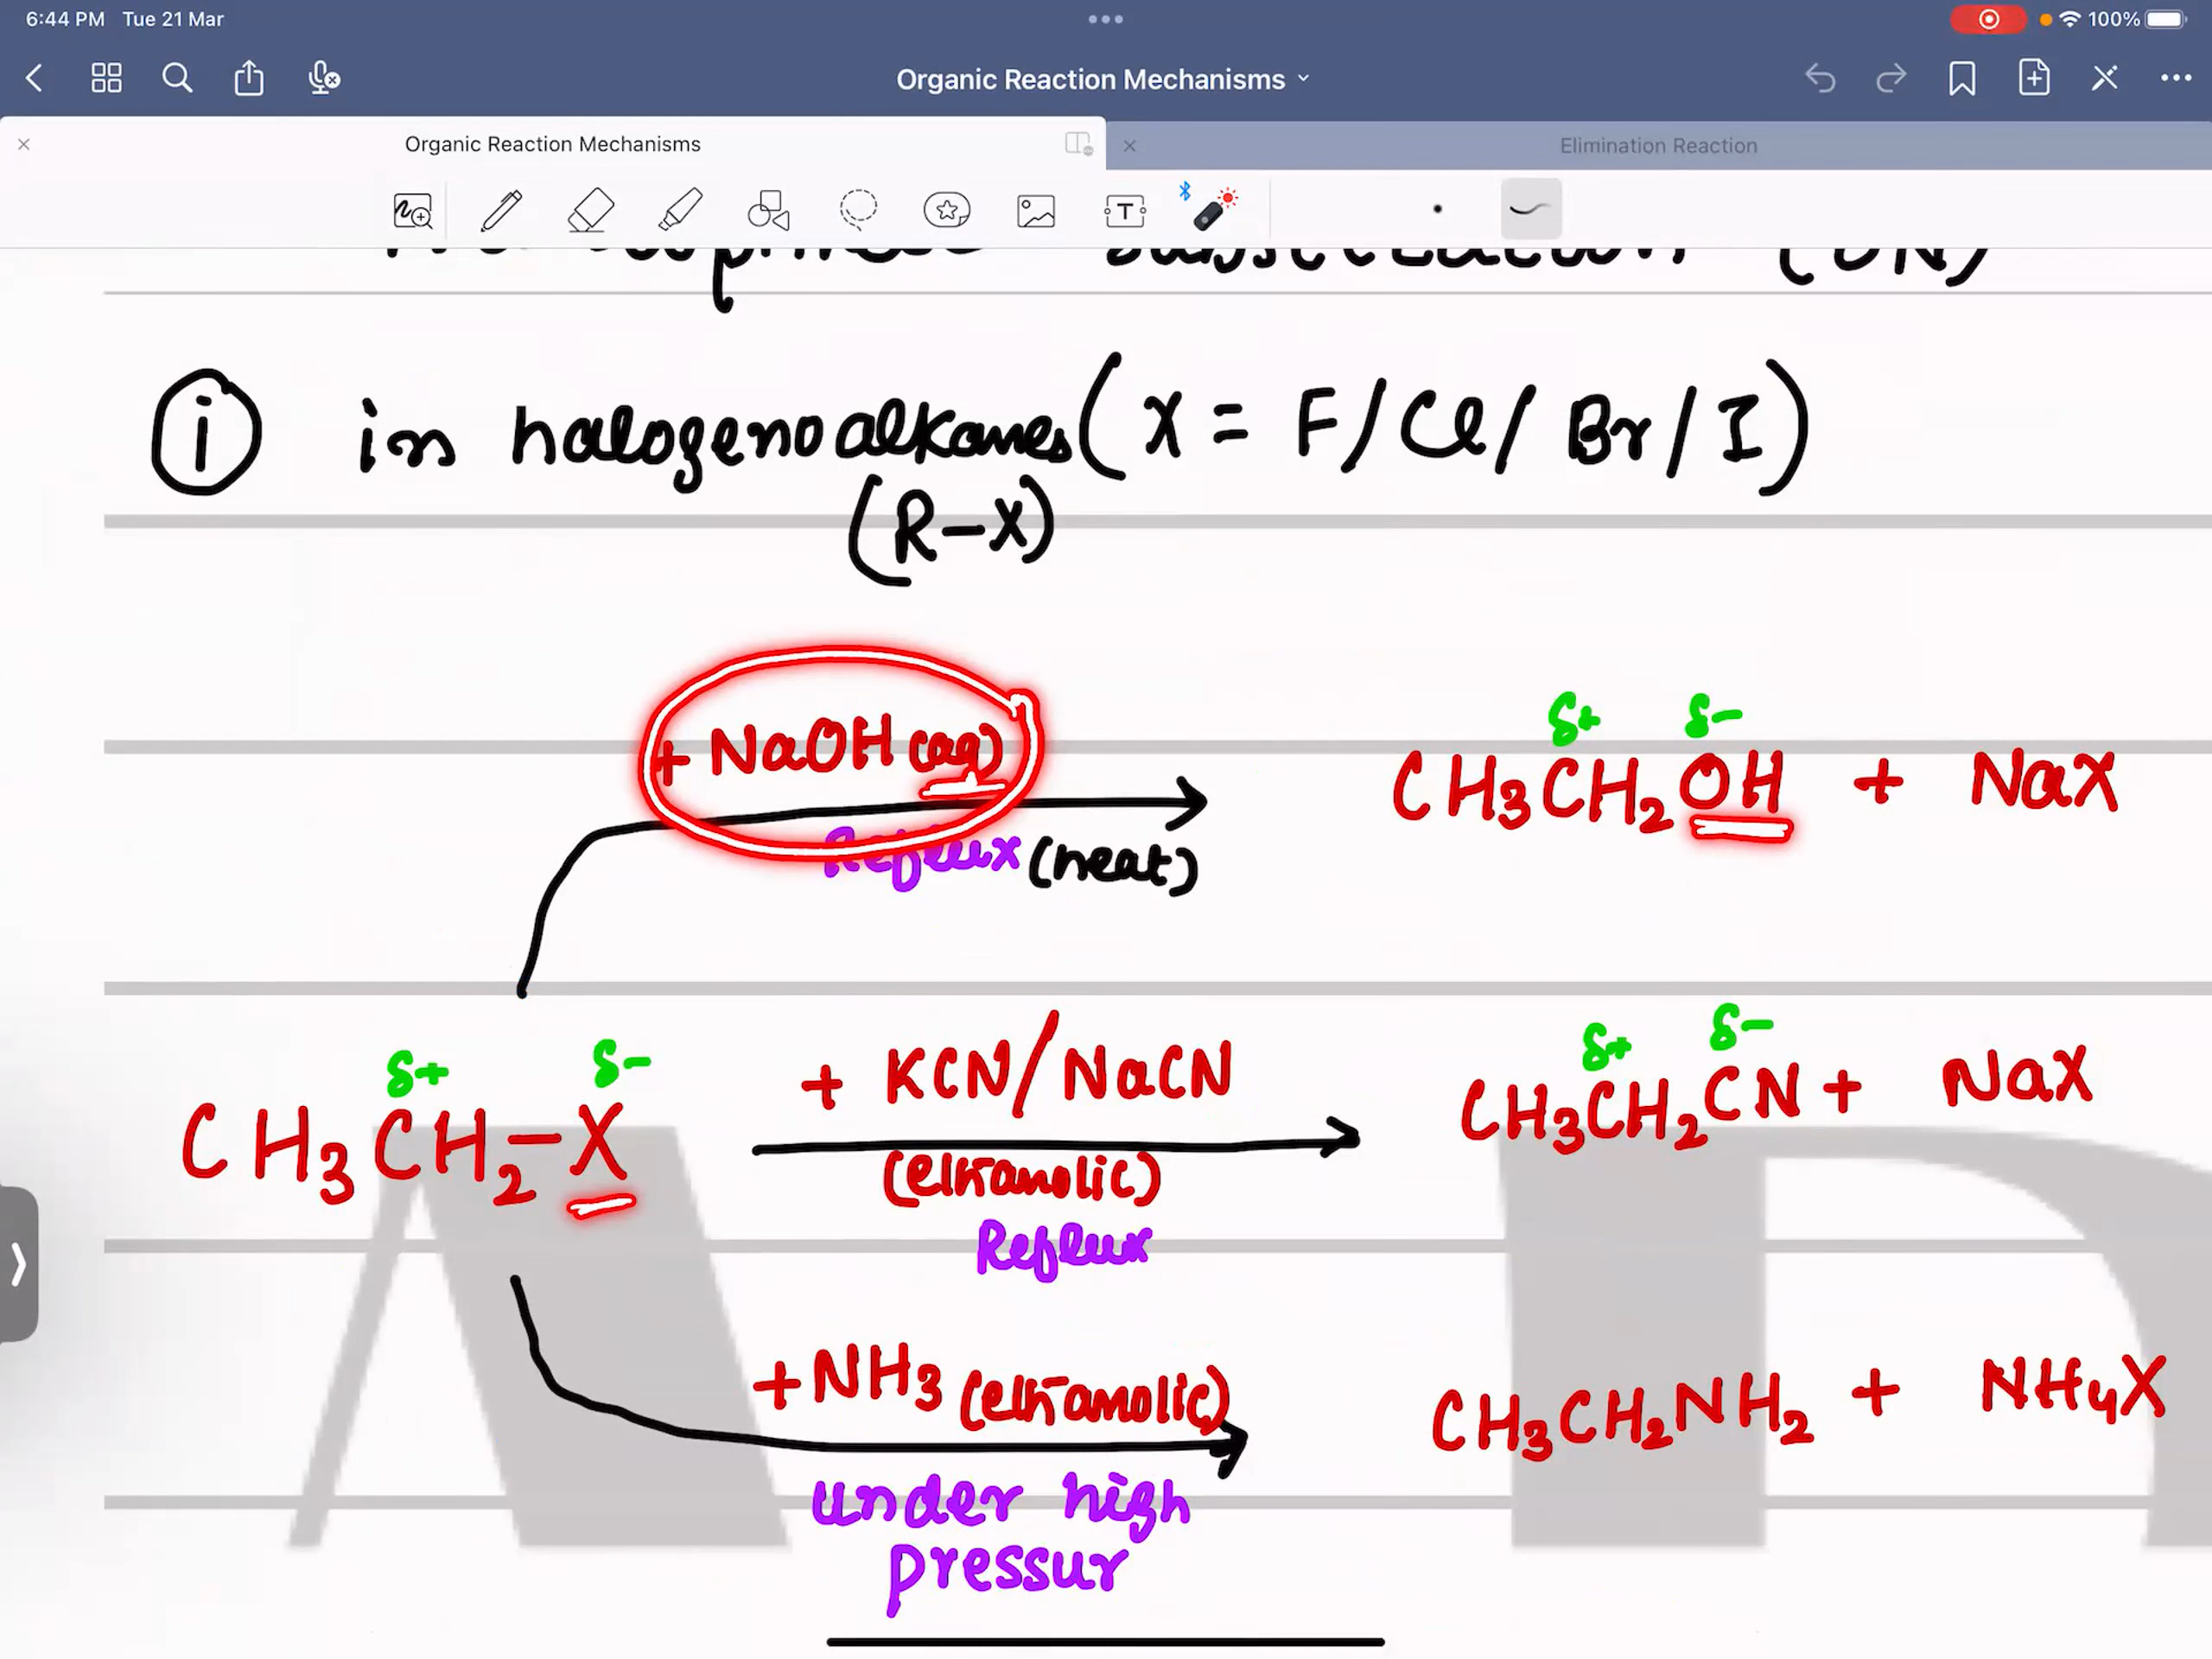 6:44 PM Tue 21 Mar
100%
Organic Reaction Mechanisms
Organic Reaction Mechanisms
Elimination Reaction
T
substitution (SN)
i in halogenoalkanes (X = F/Cl/Br/I)
(R-X)
+ NaOH (aq)
Reflux (heat)
δ+ δ-
CH3CH2OH + NaX
δ+ δ-
CH3CH2-X
+ KCN/NaCN
(ethanolic)
Reflux
δ+ δ-
CH3CH2CN + NaX
+NH3 (ethanolic)
under high
pressur
CH3CH2NH2 + NH4X